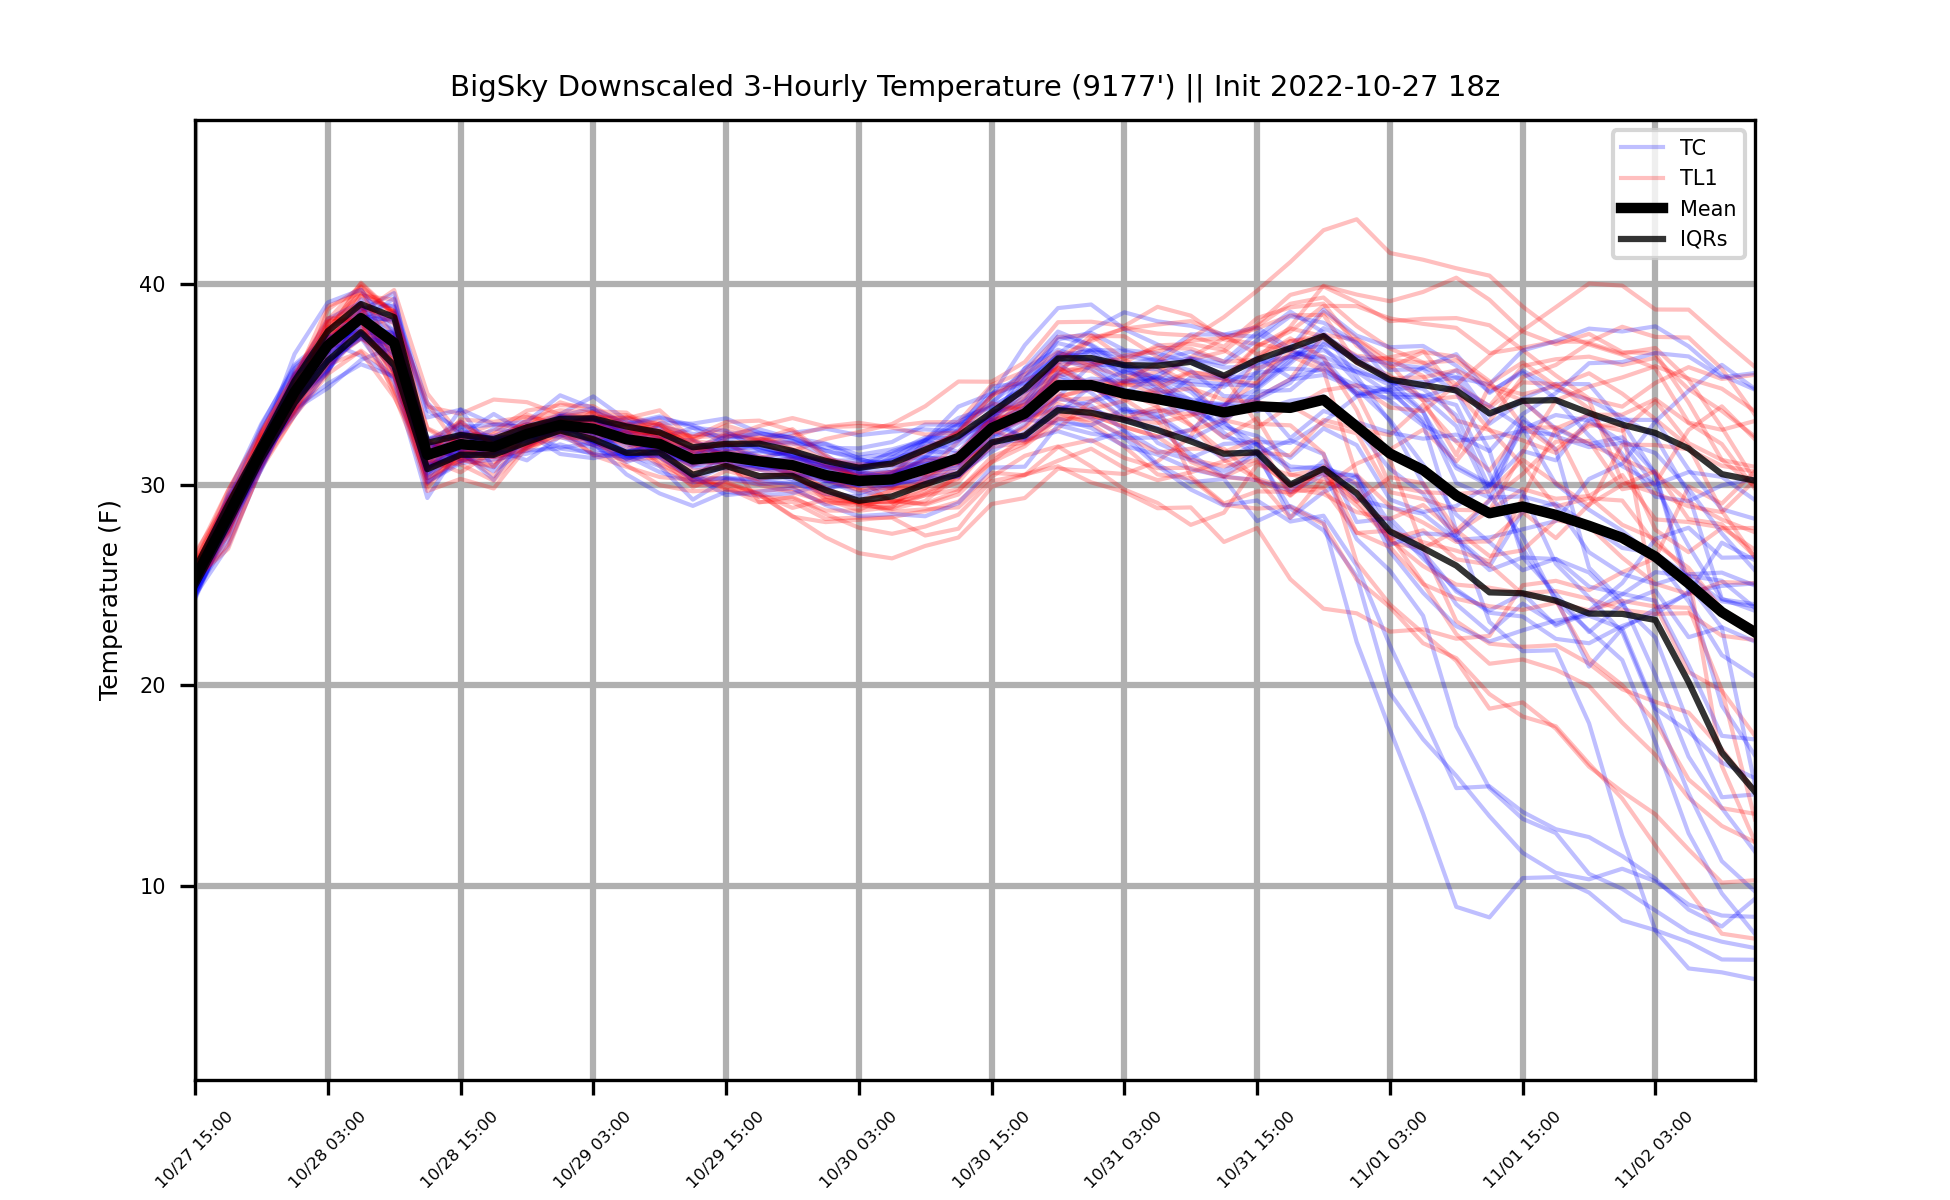 BigSky Downscaled 3-Hourly Temperature (9177') || Init 2022-10-27 18z
TC
TL1
Mean
IQRs
Temperature (F)
40
30
20
10
10/27 15:00
10/28 03:00
10/28 15:00
10/29 03:00
10/29 15:00
10/30 03:00
10/30 15:00
10/31 03:00
10/31 15:00
11/01 03:00
11/01 15:00
11/02 03:00